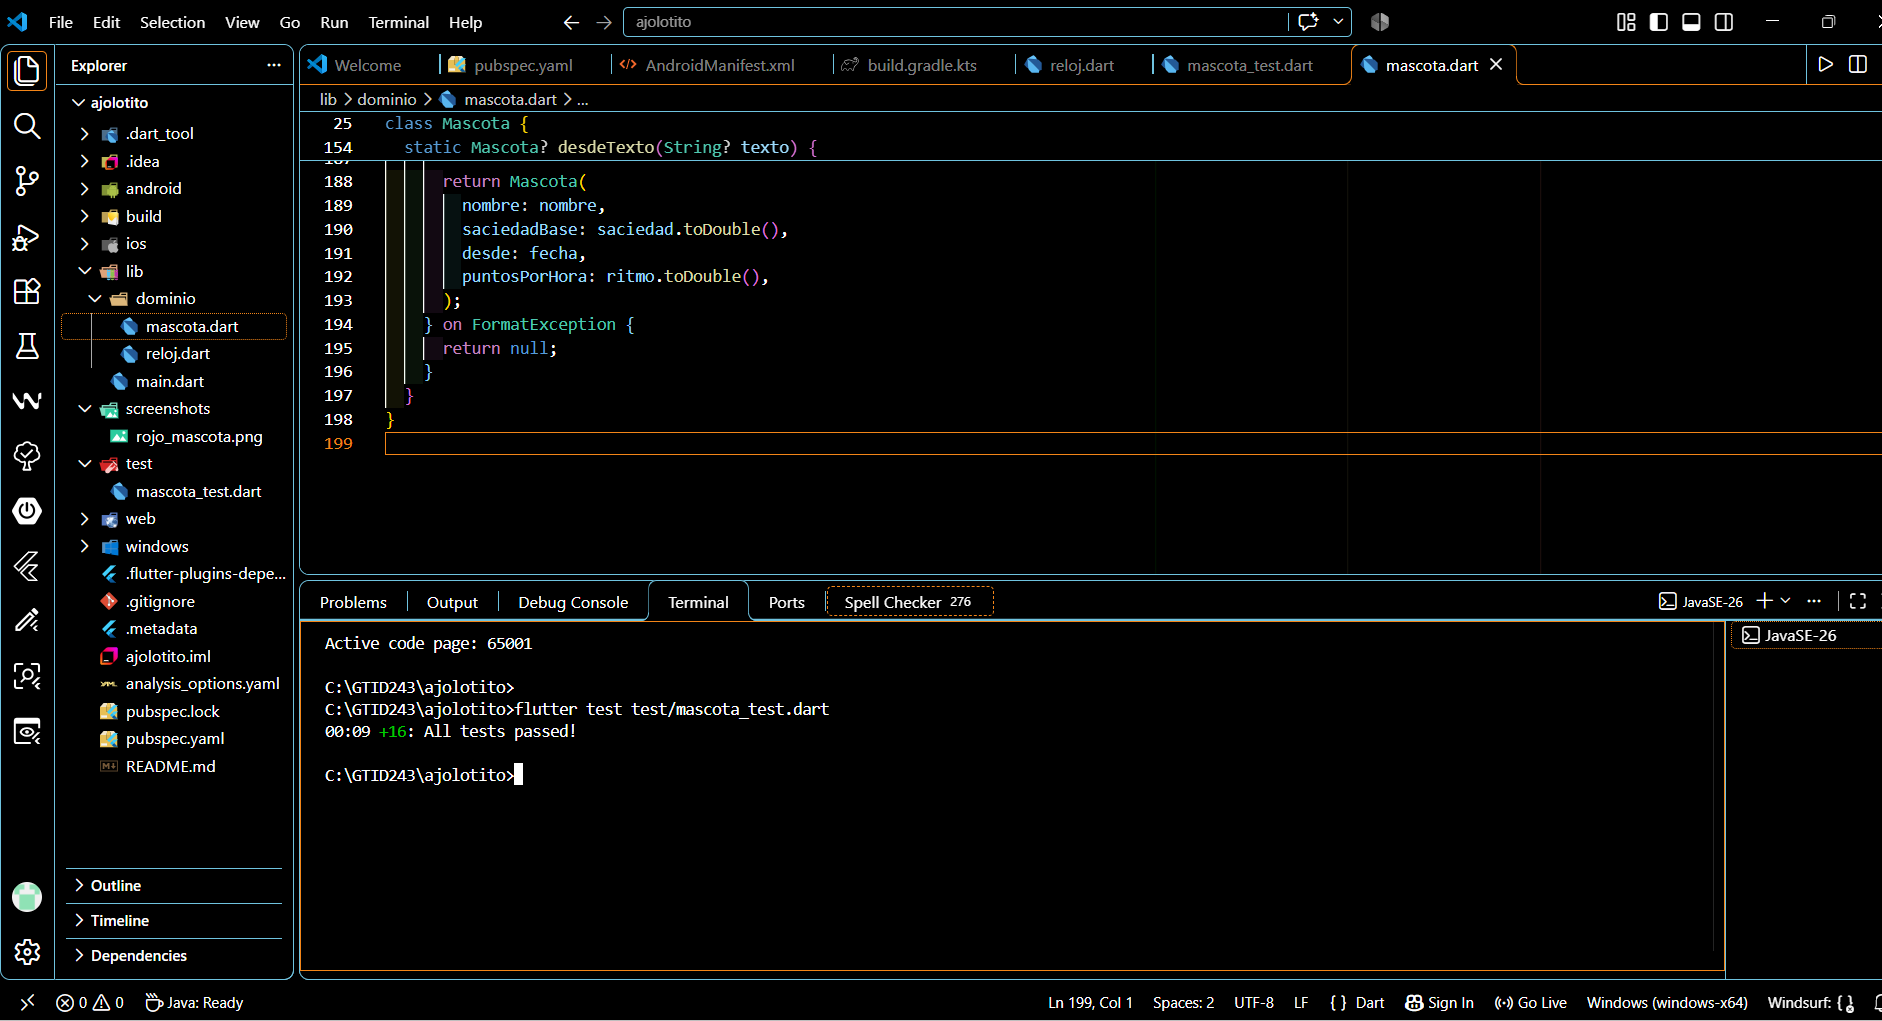 File Edit Selection View Go Run Terminal Help
ajolotito
Explorer
Welcome
pubspec.yaml
AndroidManifest.xml
build.gradle.kts
reloj.dart
mascota_test.dart
mascota.dart
lib > dominio > mascota.dart > ...
ajolotito
.dart_tool
.idea
android
build
ios
lib
dominio
mascota.dart
reloj.dart
main.dart
screenshots
rojo_mascota.png
test
mascota_test.dart
web
windows
.flutter-plugins-depe...
.gitignore
.metadata
ajolotito.iml
analysis_options.yaml
pubspec.lock
pubspec.yaml
README.md
Outline
Timeline
Dependencies
25 class Mascota {
154 static Mascota? desdeTexto(String? texto) {
188 return Mascota(
189 nombre: nombre,
190 saciedadBase: saciedad.toDouble(),
191 desde: fecha,
192 puntosPorHora: ritmo.toDouble(),
193 );
194 } on FormatException {
195 return null;
196 }
197 }
198 }
199
Problems Output Debug Console Terminal Ports Spell Checker 276
JavaSE-26
JavaSE-26
Active code page: 65001
C:\GTID243\ajolotito>
C:\GTID243\ajolotito>flutter test test/mascota_test.dart
00:09 +16: All tests passed!
C:\GTID243\ajolotito>
0 0 Java: Ready
Ln 199, Col 1 Spaces: 2 UTF-8 LF { } Dart Sign In Go Live Windows (windows-x64) Windsurf: {}